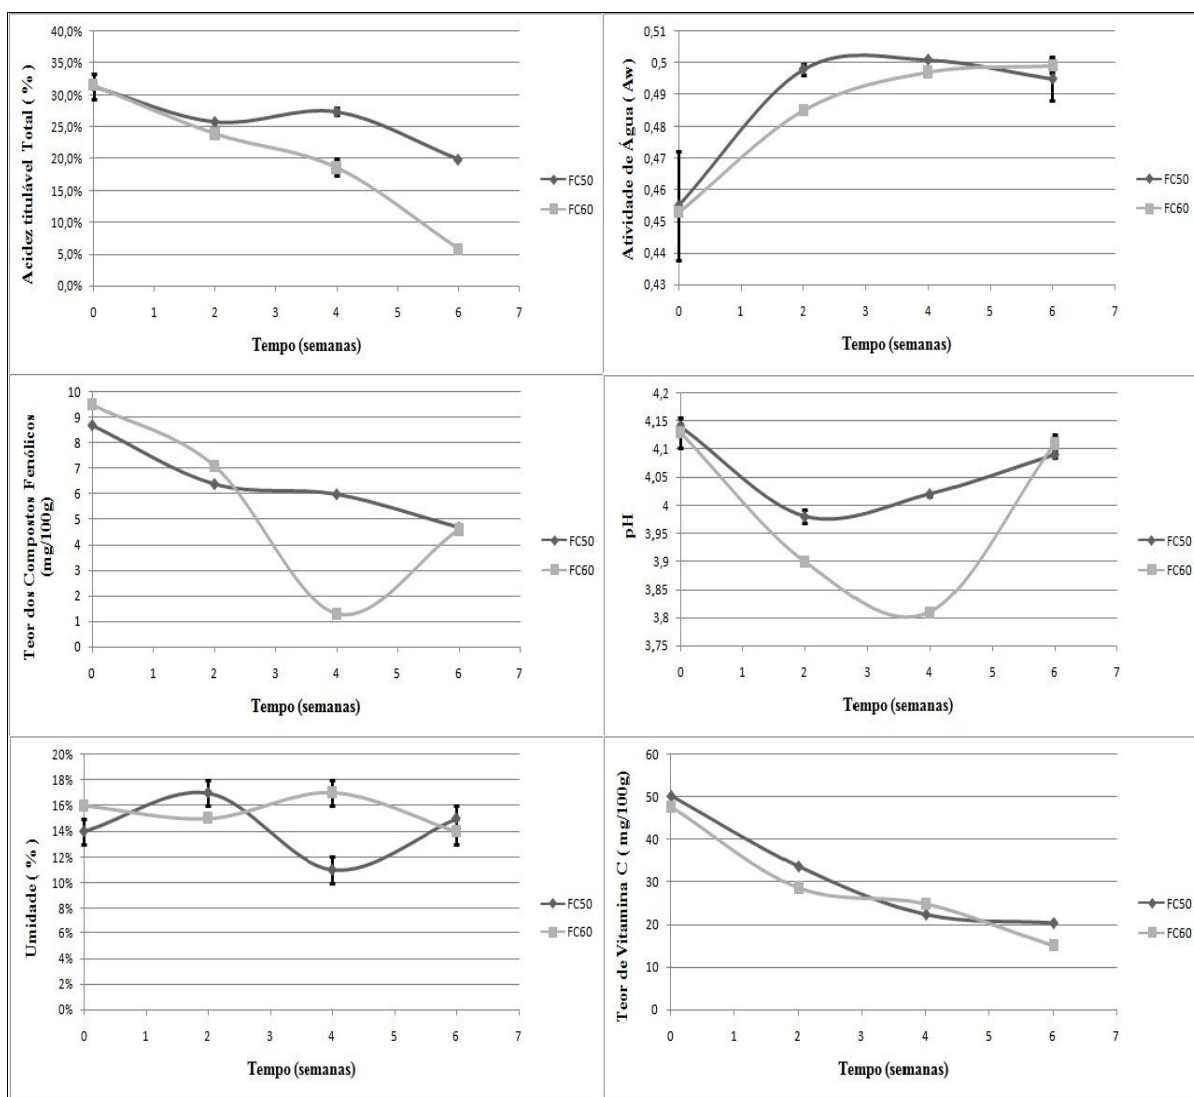 Acidez titulável Total ( % )
40,0%
35,0%
30,0%
25,0%
20,0%
15,0%
10,0%
5,0%
0,0%
0 1 2 3 4 5 6 7
Tempo (semanas)
FC50
FC60
Atividade de Água ( Aw)
0,51
0,5
0,49
0,48
0,47
0,46
0,45
0,44
0,43
0 1 2 3 4 5 6 7
Tempo (semanas)
FC50
FC60
Teor dos Compostos Fenólicos
(mg/100g)
10
9
8
7
6
5
4
3
2
1
0
0 1 2 3 4 5 6 7
Tempo (semanas)
FC50
FC60
pH
4,2
4,15
4,1
4,05
4
3,95
3,9
3,85
3,8
3,75
0 1 2 3 4 5 6 7
Tempo (semanas)
FC50
FC60
Umidade ( % )
20%
18%
16%
14%
12%
10%
8%
6%
4%
2%
0%
0 1 2 3 4 5 6 7
Tempo (semanas)
FC50
FC60
Teor de Vitamina C ( mg/100g)
60
50
40
30
20
10
0
0 1 2 3 4 5 6 7
Tempo (semanas)
FC50
FC60